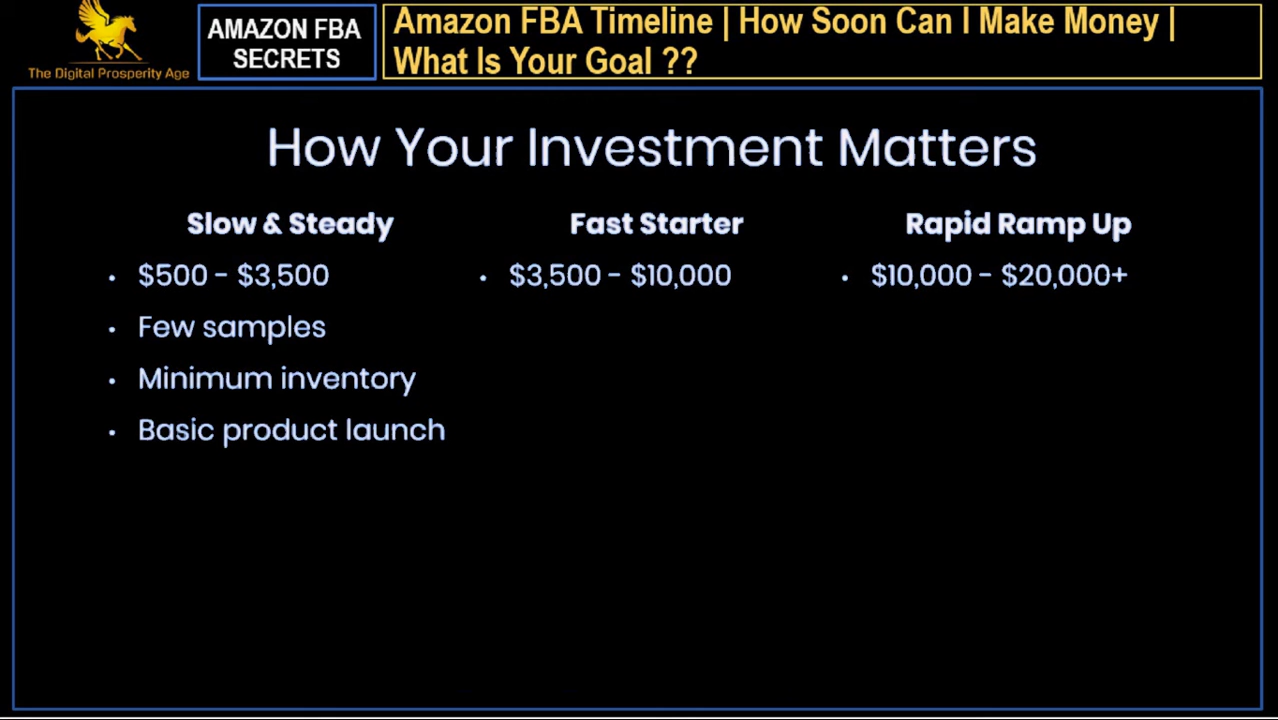 The Digital Prosperity Age
AMAZON FBA
SECRETS
Amazon FBA Timeline | How Soon Can I Make Money |
What Is Your Goal ??
How Your Investment Matters
Slow & Steady
• $500 – $3,500
• Few samples
• Minimum inventory
• Basic product launch
Fast Starter
• $3,500 – $10,000
Rapid Ramp Up
• $10,000 – $20,000+